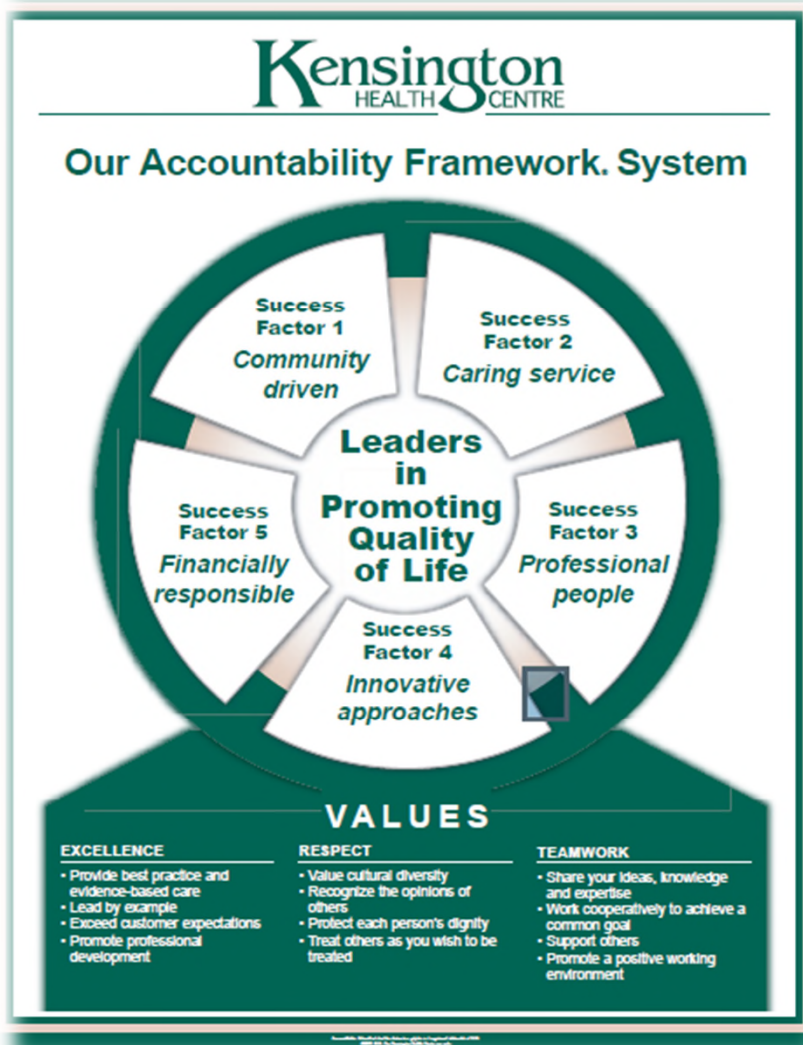 Kensington
HEALTH CENTRE
Our Accountability Framework. System
Success
Factor 1
Community
driven
Success
Factor 2
Caring service
Leaders
in
Promoting
Quality
of Life
Success
Factor 5
Financially
responsible
Success
Factor 3
Professional
people
Success
Factor 4
Innovative
approaches
VALUES
EXCELLENCE
• Provide best practice and
evidence-based care
• Lead by example
• Exceed customer expectations
• Promote professional
development
RESPECT
• Value cultural diversity
• Recognize the opinions of
others
• Protect each person's dignity
• Treat others as you wish to be
treated
TEAMWORK
• Share your ideas, knowledge
and expertise
• Work cooperatively to achieve a
common goal
• Support others
• Promote a positive working
environment